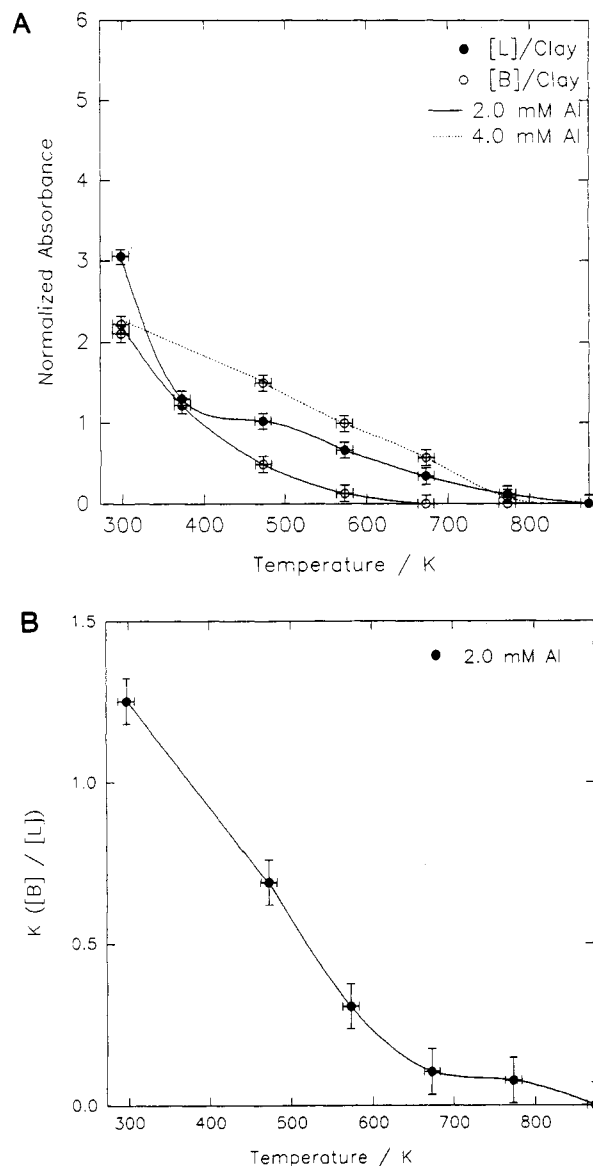 A
6
5
4
3
2
1
0
Normalized Absorbance
[L]/Clay
[B]/Clay
2.0 mM Al
4.0 mM Al
300 400 500 600 700 800
Temperature / K
B
1.5
1.0
0.5
0.0
K ([B] / [L])
2.0 mM Al
300 400 500 600 700 800
Temperature / K